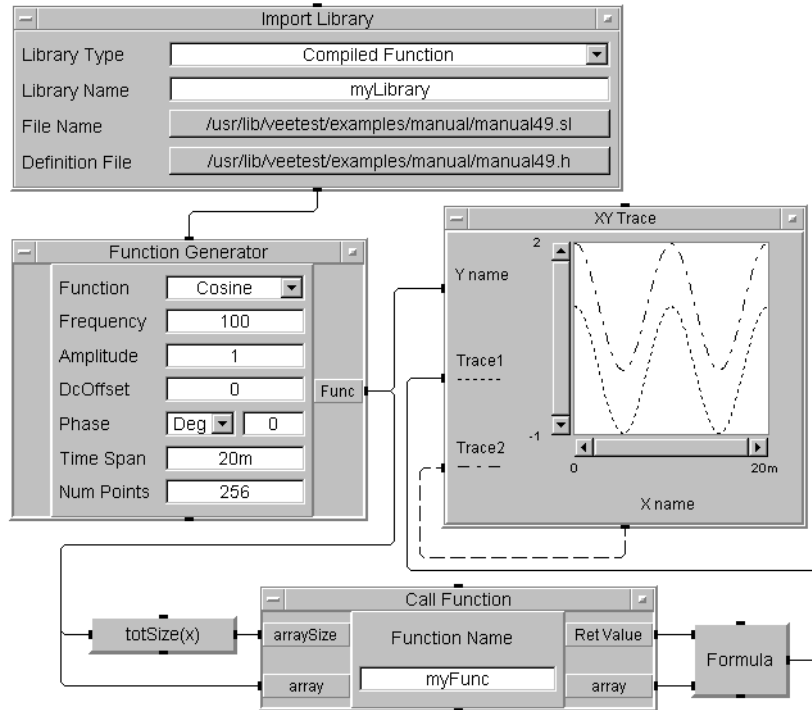 Import Library
Library Type Compiled Function
Library Name myLibrary
File Name /usr/lib/veetest/examples/manual/manual49.sl
Definition File /usr/lib/veetest/examples/manual/manual49.h
Function Generator
Function Cosine
Frequency 100
Amplitude 1
DcOffset 0
Phase Deg 0
Time Span 20m
Num Points 256
Func
XY Trace
Y name
Trace1
Trace2
2
-1
0 20m
X name
totSize(x)
Call Function
arraySize
array
Function Name
myFunc
Ret Value
array
Formula